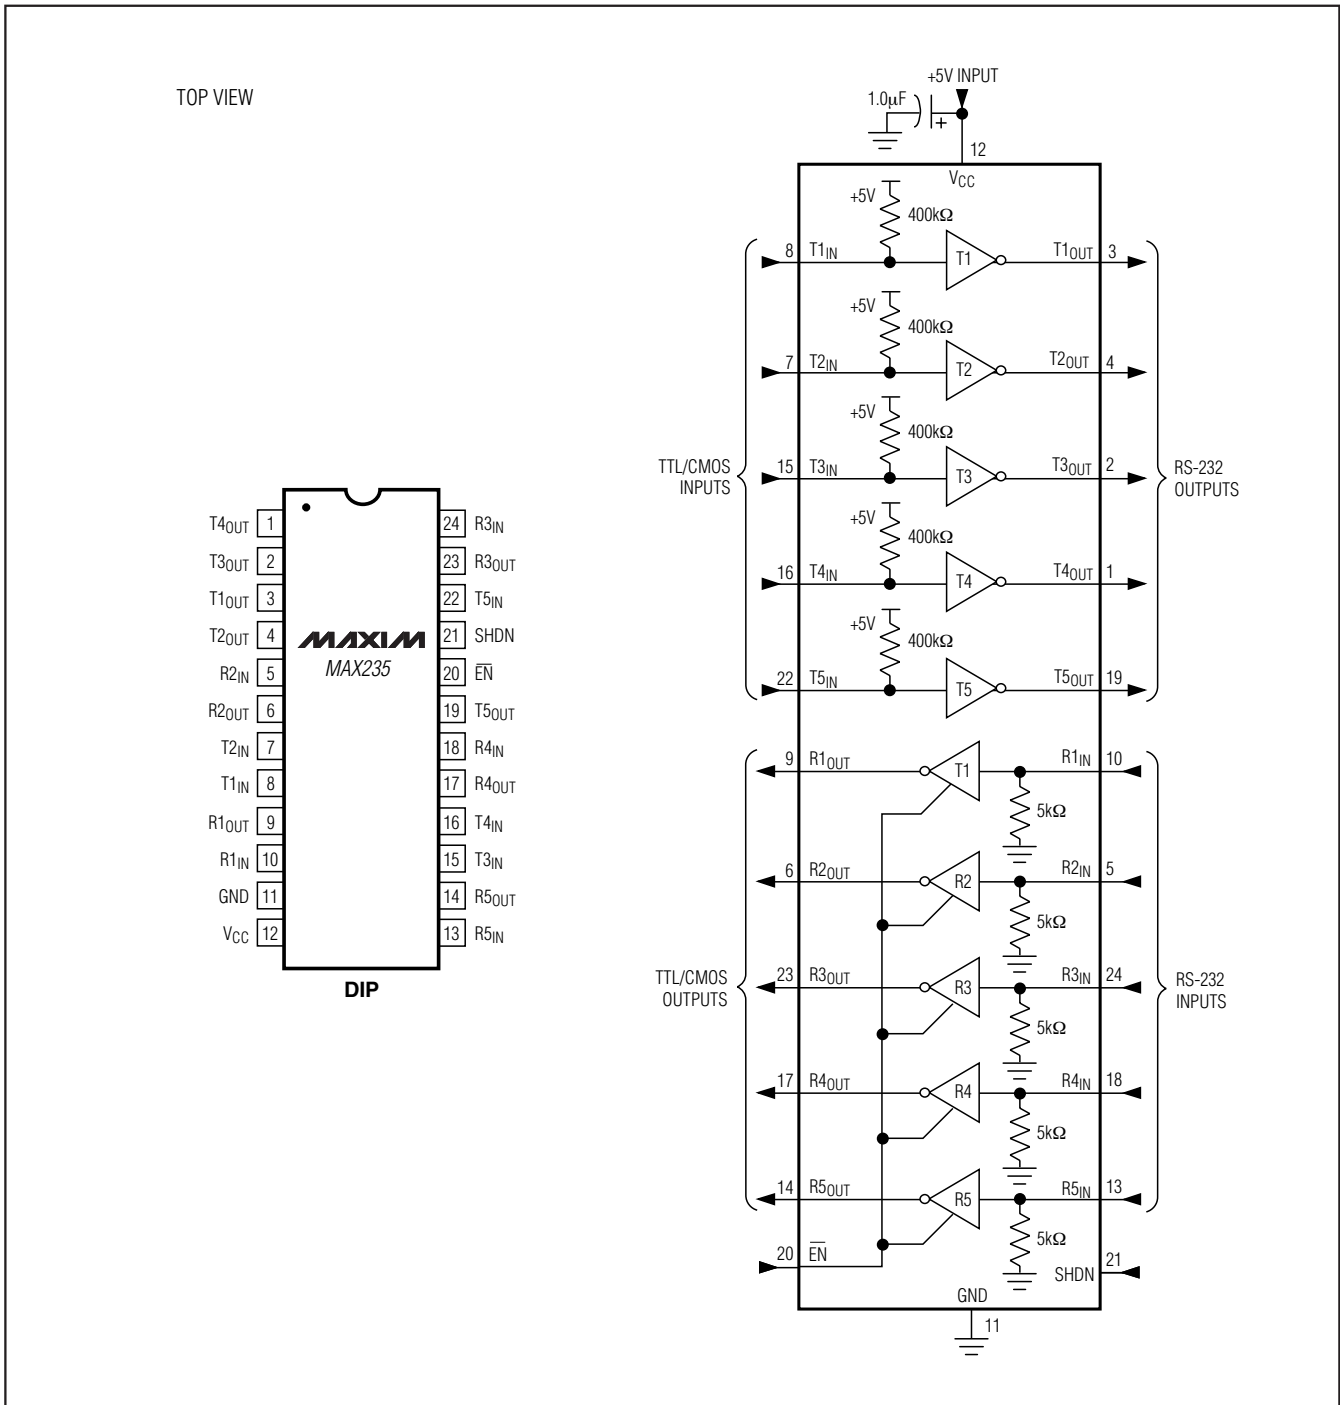 TOP VIEW
T4OUT 1
T3OUT 2
T1OUT 3
T2OUT 4
R2IN 5
R2OUT 6
T2IN 7
T1IN 8
R1OUT 9
R1IN 10
GND 11
VCC 12
MAXIM
MAX235
24 R3IN
23 R3OUT
22 T5IN
21 SHDN
20 E̅N̅
19 T5OUT
18 R4IN
17 R4OUT
16 T4IN
15 T3IN
14 R5OUT
13 R5IN
DIP
+5V INPUT
1.0µF
+
12
VCC
+5V
400kΩ
8 T1IN T1 T1OUT 3
+5V
400kΩ
7 T2IN T2 T2OUT 4
+5V
400kΩ
TTL/CMOS
INPUTS
15 T3IN T3 T3OUT 2
RS-232
OUTPUTS
+5V
400kΩ
16 T4IN T4 T4OUT 1
+5V
400kΩ
22 T5IN T5 T5OUT 19
9 R1OUT T1 R1IN 10
5kΩ
6 R2OUT R2 R2IN 5
5kΩ
TTL/CMOS
OUTPUTS
23 R3OUT R3 R3IN 24
RS-232
INPUTS
5kΩ
17 R4OUT R4 R4IN 18
5kΩ
14 R5OUT R5 R5IN 13
5kΩ
20 E̅N̅
SHDN 21
GND
11